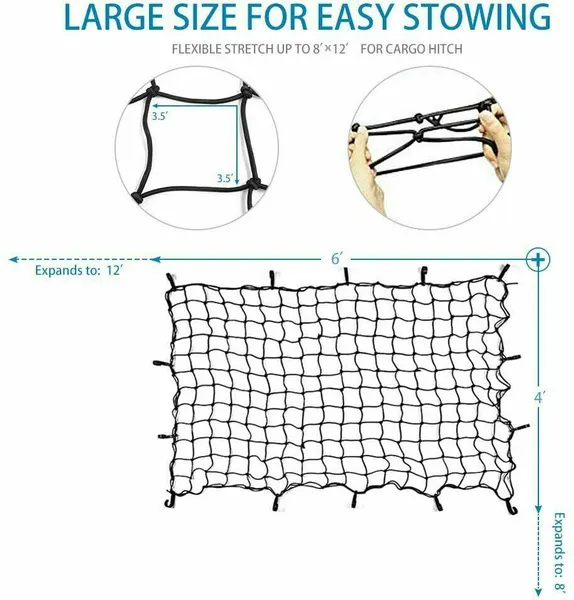 LARGE SIZE FOR EASY STOWING
FLEXIBLE STRETCH UP TO 8′×12′ FOR CARGO HITCH
3.5′
3.5′
6′
Expands to: 12′
4′
Expands to: 8′